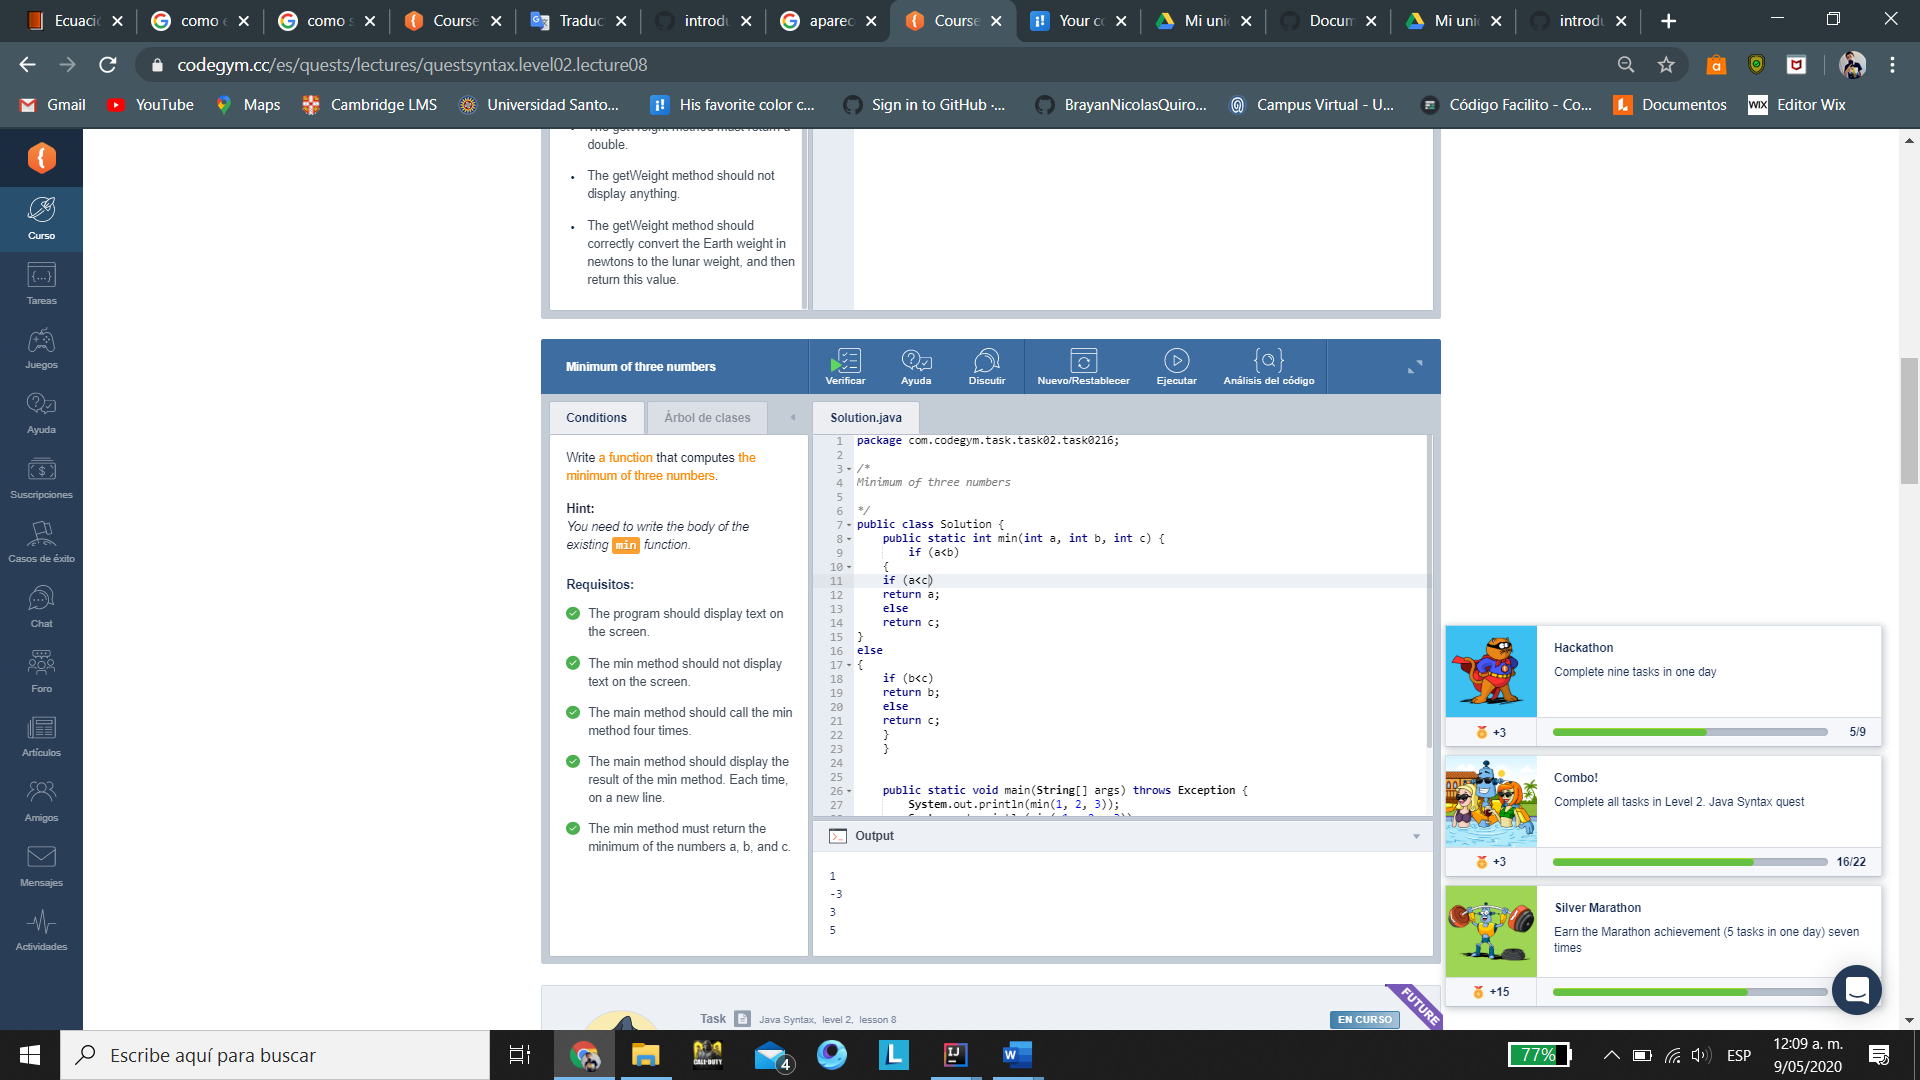 Ecuaci
como e
como s
Course
Traduc
introdu
apareo
Course
Your co
Mi unid
Docum
Mi unid
introdu
codegym.cc/es/quests/lectures/questsyntax.level02.lecture08
Gmail
YouTube
Maps
Cambridge LMS
Universidad Santo...
His favorite color c...
Sign in to GitHub ·...
BrayanNicolasQuiro...
Campus Virtual - U...
Código Facilito - Co...
Documentos
WIX Editor Wix
Curso
Tareas
Juegos
Ayuda
Suscripciones
Casos de éxito
Chat
Foro
Artículos
Amigos
Mensajes
Actividades
The getWeight method must return a
double.
The getWeight method should not
display anything.
The getWeight method should
correctly convert the Earth weight in
newtons to the lunar weight, and then
return this value.
Minimum of three numbers
Verificar
Ayuda
Discutir
Nuevo/Restablecer
Ejecutar
Análisis del código
Conditions
Árbol de clases
Solution.java
Write a function that computes the
minimum of three numbers.
Hint:
You need to write the body of the
existing min function.
Requisitos:
The program should display text on
the screen.
The min method should not display
text on the screen.
The main method should call the min
method four times.
The main method should display the
result of the min method. Each time,
on a new line.
The min method must return the
minimum of the numbers a, b, and c.
1 package com.codegym.task.task02.task0216;
2
3 /*
4 Minimum of three numbers
5
6 */
7 public class Solution {
8 public static int min(int a, int b, int c) {
9 if (a<b)
10 {
11 if (a<c)
12 return a;
13 else
14 return c;
15 }
16 else
17 {
18 if (b<c)
19 return b;
20 else
21 return c;
22 }
23 }
24
25
26 public static void main(String[] args) throws Exception {
27 System.out.println(min(1, 2, 3));
Output
1
-3
3
5
Hackathon
Complete nine tasks in one day
+3
5/9
Combo!
Complete all tasks in Level 2. Java Syntax quest
+3
16/22
Silver Marathon
Earn the Marathon achievement (5 tasks in one day) seven
times
+15
Task
Java Syntax, level 2, lesson 8
EN CURSO
FUTURE
Escribe aquí para buscar
4
L
IJ
W
77%
ESP
12:09 a. m.
9/05/2020